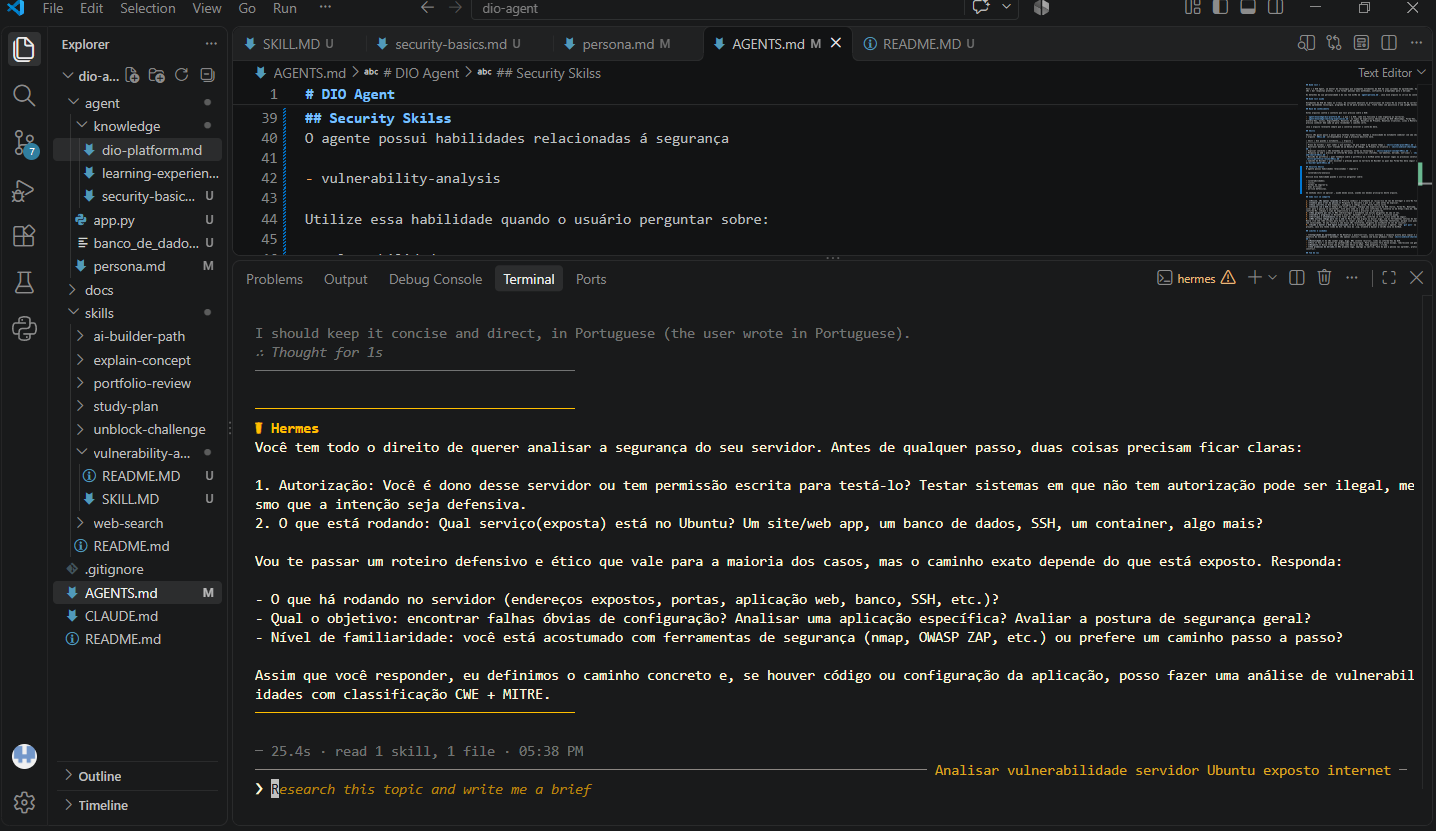 File Edit Selection View Go Run ···
dio-agent
Explorer
SKILL.MD U
security-basics.md U
persona.md M
AGENTS.md M
README.MD U
AGENTS.md > # DIO Agent > ## Security Skilss
Text Editor
dio-a...
agent
knowledge
dio-platform.md
learning-experien...
security-basic... U
app.py U
banco_de_dado... U
persona.md M
docs
skills
ai-builder-path
explain-concept
portfolio-review
study-plan
unblock-challenge
vulnerability-a...
README.MD U
SKILL.MD U
web-search
README.md
.gitignore
AGENTS.md M
CLAUDE.md
README.md
Outline
Timeline
7
1 # DIO Agent
39 ## Security Skilss
40 O agente possui habilidades relacionadas á segurança
41
42 - vulnerability-analysis
43
44 Utilize essa habilidade quando o usuário perguntar sobre:
45
Problems Output Debug Console Terminal Ports
hermes
I should keep it concise and direct, in Portuguese (the user wrote in Portuguese).
∴ Thought for 1s
Hermes
Você tem todo o direito de querer analisar a segurança do seu servidor. Antes de qualquer passo, duas coisas precisam ficar claras:
1. Autorização: Você é dono desse servidor ou tem permissão escrita para testá-lo? Testar sistemas em que não tem autorização pode ser ilegal, me
smo que a intenção seja defensiva.
2. O que está rodando: Qual serviço(exposta) está no Ubuntu? Um site/web app, um banco de dados, SSH, um container, algo mais?
Vou te passar um roteiro defensivo e ético que vale para a maioria dos casos, mas o caminho exato depende do que está exposto. Responda:
- O que há rodando no servidor (endereços expostos, portas, aplicação web, banco, SSH, etc.)?
- Qual o objetivo: encontrar falhas óbvias de configuração? Analisar uma aplicação específica? Avaliar a postura de segurança geral?
- Nível de familiaridade: você está acostumado com ferramentas de segurança (nmap, OWASP ZAP, etc.) ou prefere um caminho passo a passo?
Assim que você responder, eu definimos o caminho concreto e, se houver código ou configuração da aplicação, posso fazer uma análise de vulnerabil
idades com classificação CWE + MITRE.
— 25.4s · read 1 skill, 1 file · 05:38 PM
Analisar vulnerabilidade servidor Ubuntu exposto internet —
❯ Research this topic and write me a brief